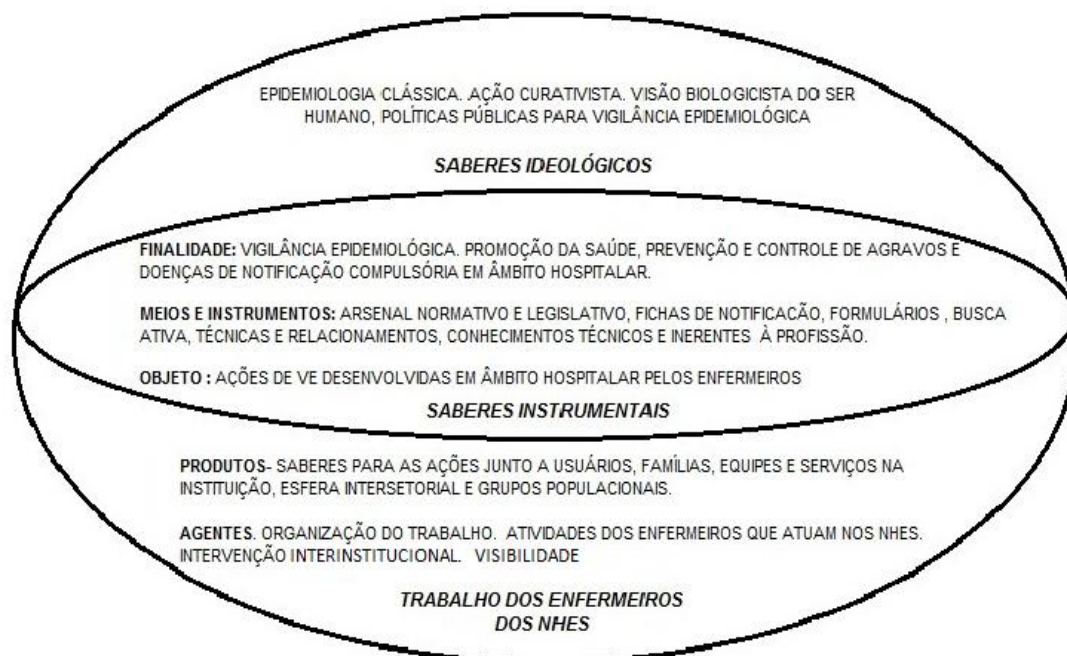 EPIDEMIOLOGIA CLÁSSICA. AÇÃO CURATIVISTA. VISÃO BIOLOGICISTA DO SER
HUMANO, POLÍTICAS PÚBLICAS PARA VIGILÂNCIA EPIDEMIOLÓGICA
SABERES IDEOLÓGICOS
FINALIDADE: VIGILÂNCIA EPIDEMIOLÓGICA. PROMOÇÃO DA SAÚDE, PREVENÇÃO E CONTROLE DE AGRAVOS E
DOENÇAS DE NOTIFICAÇÃO COMPULSÓRIA EM ÂMBITO HOSPITALAR.
MEIOS E INSTRUMENTOS: ARSENAL NORMATIVO E LEGISLATIVO, FICHAS DE NOTIFICACÃO, FORMULÁRIOS , BUSCA
ATIVA, TÉCNICAS E RELACIONAMENTOS, CONHECIMENTOS TÉCNICOS E INERENTES À PROFISSÃO.
OBJETO : AÇÕES DE VE DESENVOLVIDAS EM ÂMBITO HOSPITALAR PELOS ENFERMEIROS
SABERES INSTRUMENTAIS
PRODUTOS- SABERES PARA AS AÇÕES JUNTO A USUÁRIOS, FAMÍLIAS, EQUIPES E SERVIÇOS NA
INSTITUIÇÃO, ESFERA INTERSETORIAL E GRUPOS POPULACIONAIS.
AGENTES. ORGANIZAÇÃO DO TRABALHO. ATIVIDADES DOS ENFERMEIROS QUE ATUAM NOS NHES.
INTERVENÇÃO INTERINSTITUCIONAL. VISIBILIDADE
TRABALHO DOS ENFERMEIROS
DOS NHES